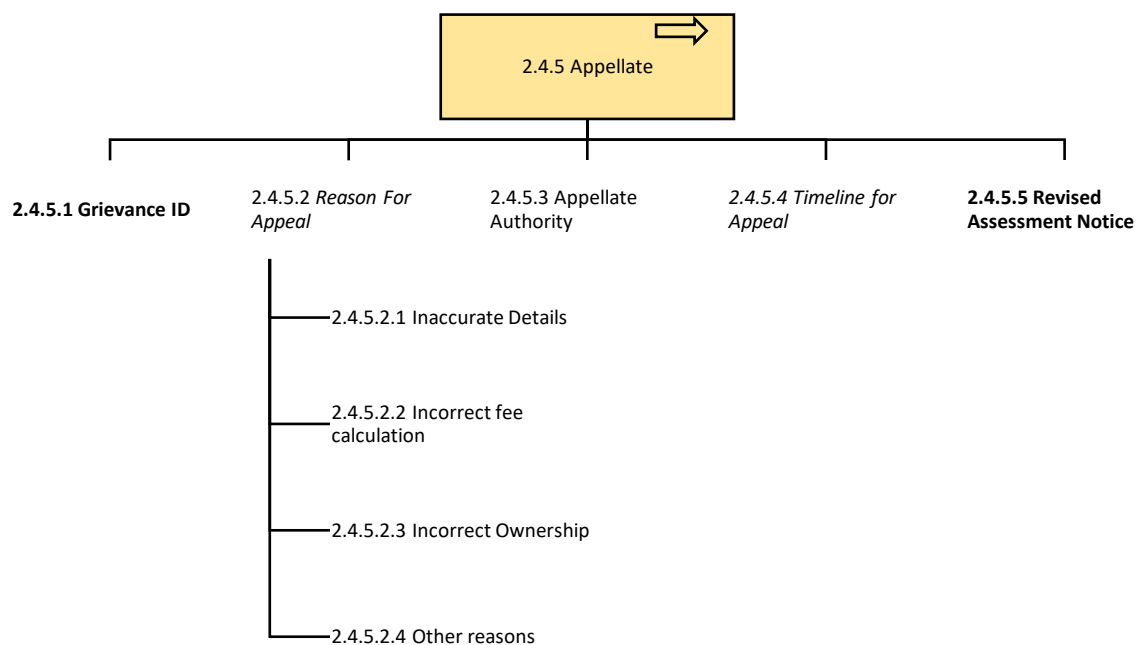 2.4.5 Appellate
2.4.5.1 Grievance ID
2.4.5.2 Reason For
Appeal
2.4.5.3 Appellate
Authority
2.4.5.4 Timeline for
Appeal
2.4.5.5 Revised
Assessment Notice
2.4.5.2.1 Inaccurate Details
2.4.5.2.2 Incorrect fee
calculation
2.4.5.2.3 Incorrect Ownership
2.4.5.2.4 Other reasons